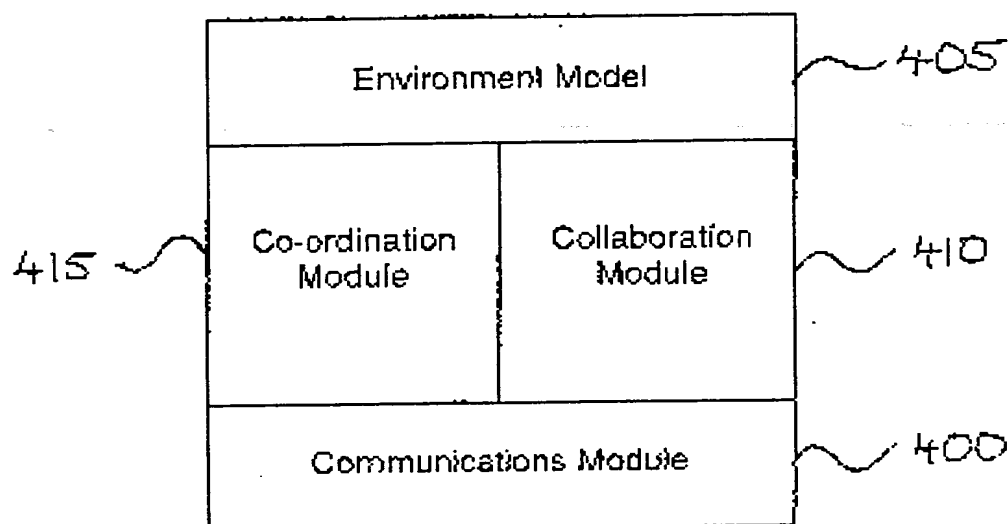 Environment Model
405
Co-ordination
Module
Collaboration
Module
415
410
Communications Module
400